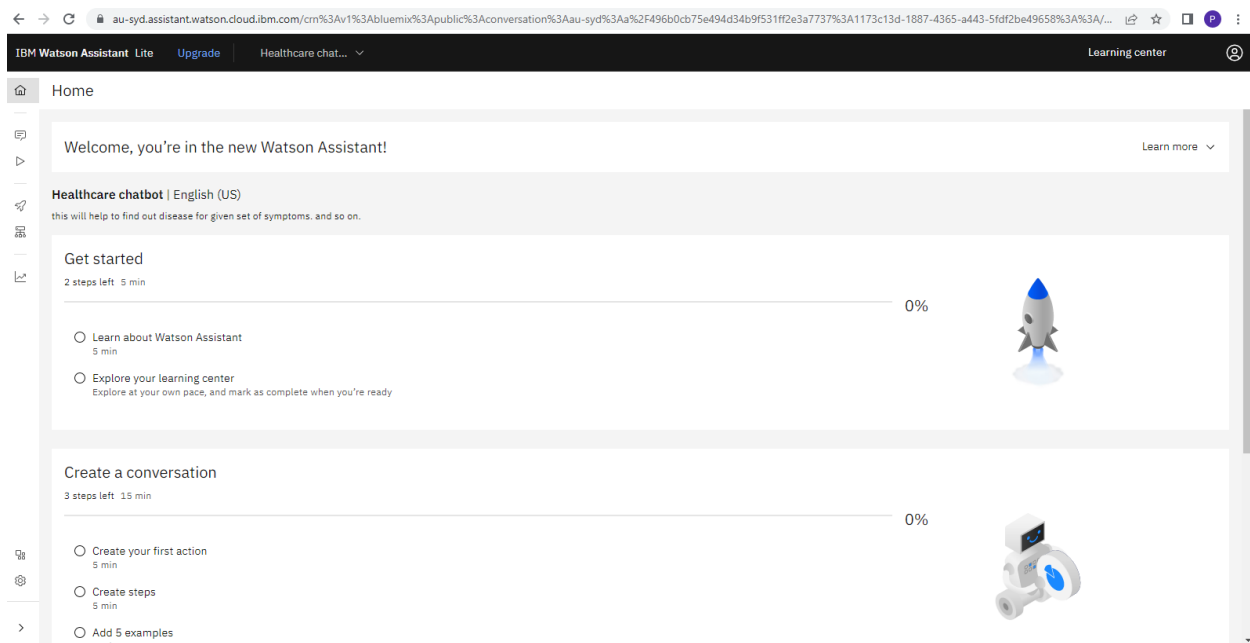 au-syd.assistant.watson.cloud.ibm.com/crn%3Av1%3Abluemix%3Apublic%3Aconversation%3Aau-syd%3Aa%2F496b0cb75e494d34b9f531ff2e3a7737%3A1173c13d-1887-4365-a443-5fdf2be49658%3A%3A/...
P
IBM Watson Assistant Lite Upgrade Healthcare chat... Learning center
Home
Welcome, you're in the new Watson Assistant! Learn more
Healthcare chatbot | English (US)
this will help to find out disease for given set of symptoms. and so on.
Get started
2 steps left 5 min
0%
Learn about Watson Assistant
5 min
Explore your learning center
Explore at your own pace, and mark as complete when you're ready
Create a conversation
3 steps left 15 min
0%
Create your first action
5 min
Create steps
5 min
Add 5 examples